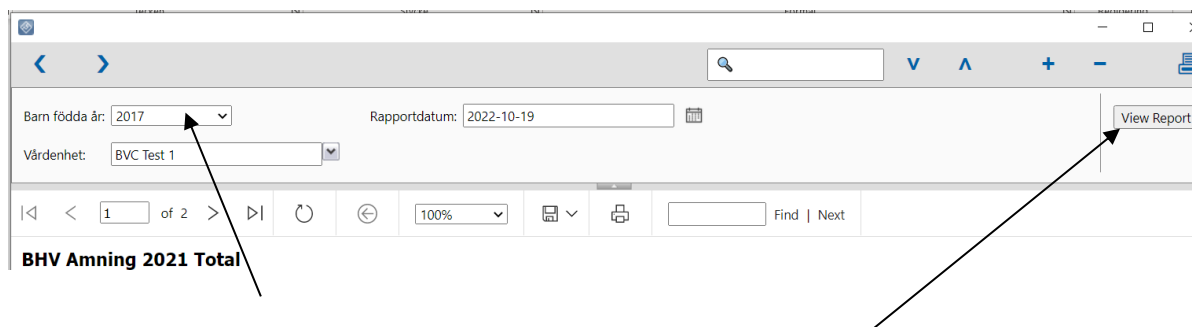 Barn födda år: 2017 Rapportdatum: 2022-10-19 View Report
Vårdenhet: BVC Test 1
1 of 2 100% Find | Next
BHV Amning 2021 Total